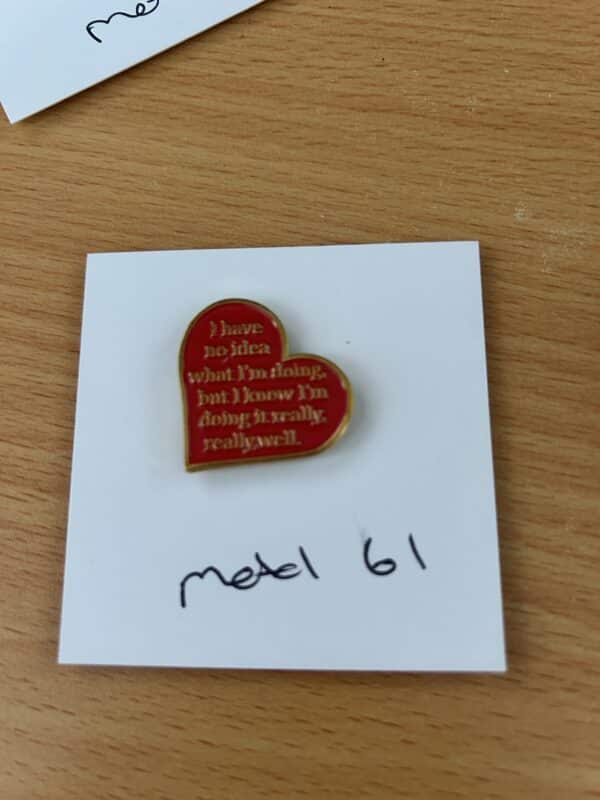 I have
no idea
what I'm doing,
but I know I'm
doing it really,
really well.
metal 61